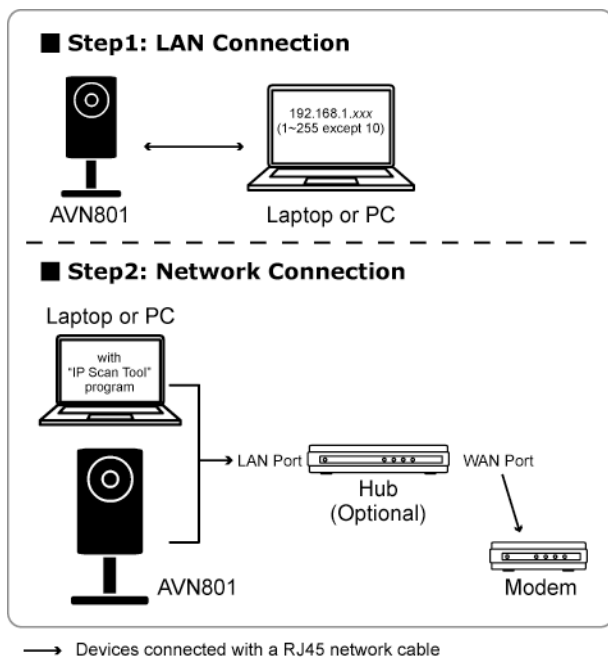 ■ Step1: LAN Connection
192.168.1.xxx
(1~255 except 10)
AVN801
Laptop or PC
■ Step2: Network Connection
Laptop or PC
with
“IP Scan Tool”
program
LAN Port
WAN Port
Hub
(Optional)
AVN801
Modem
Devices connected with a RJ45 network cable